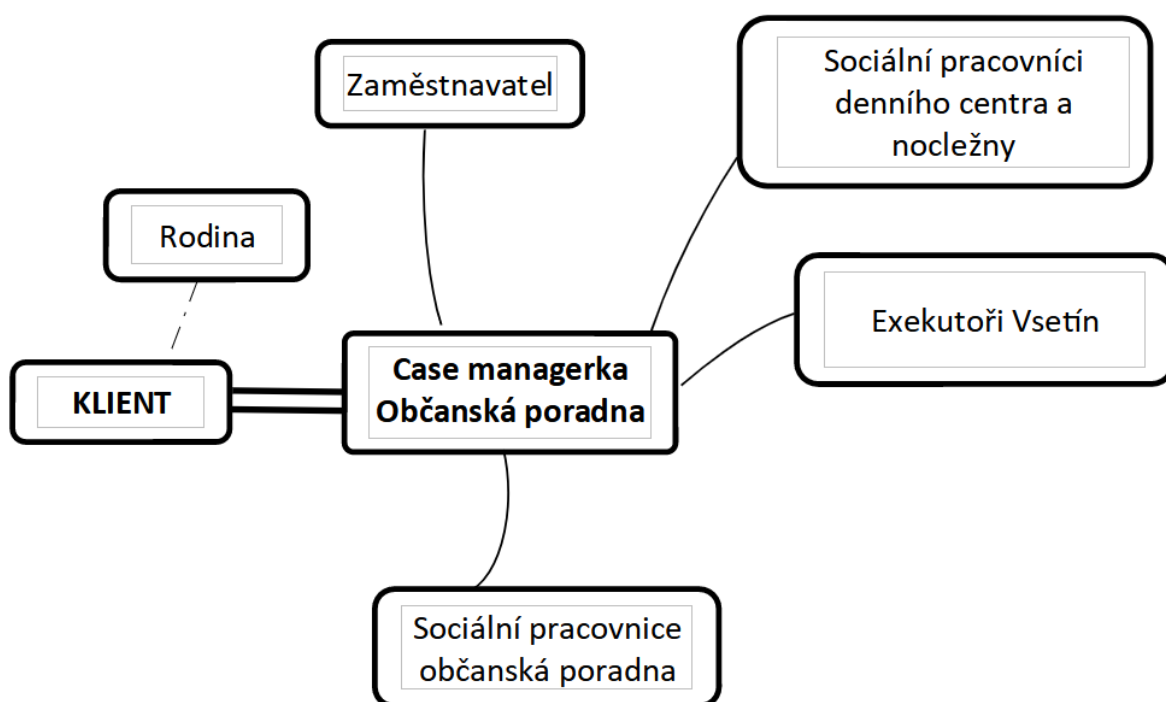 Zaměstnavatel
Sociální pracovníci
denního centra a
nocležny
Rodina
Exekutoři Vsetín
KLIENT
Case managerka
Občanská poradna
Sociální pracovnice
občanská poradna